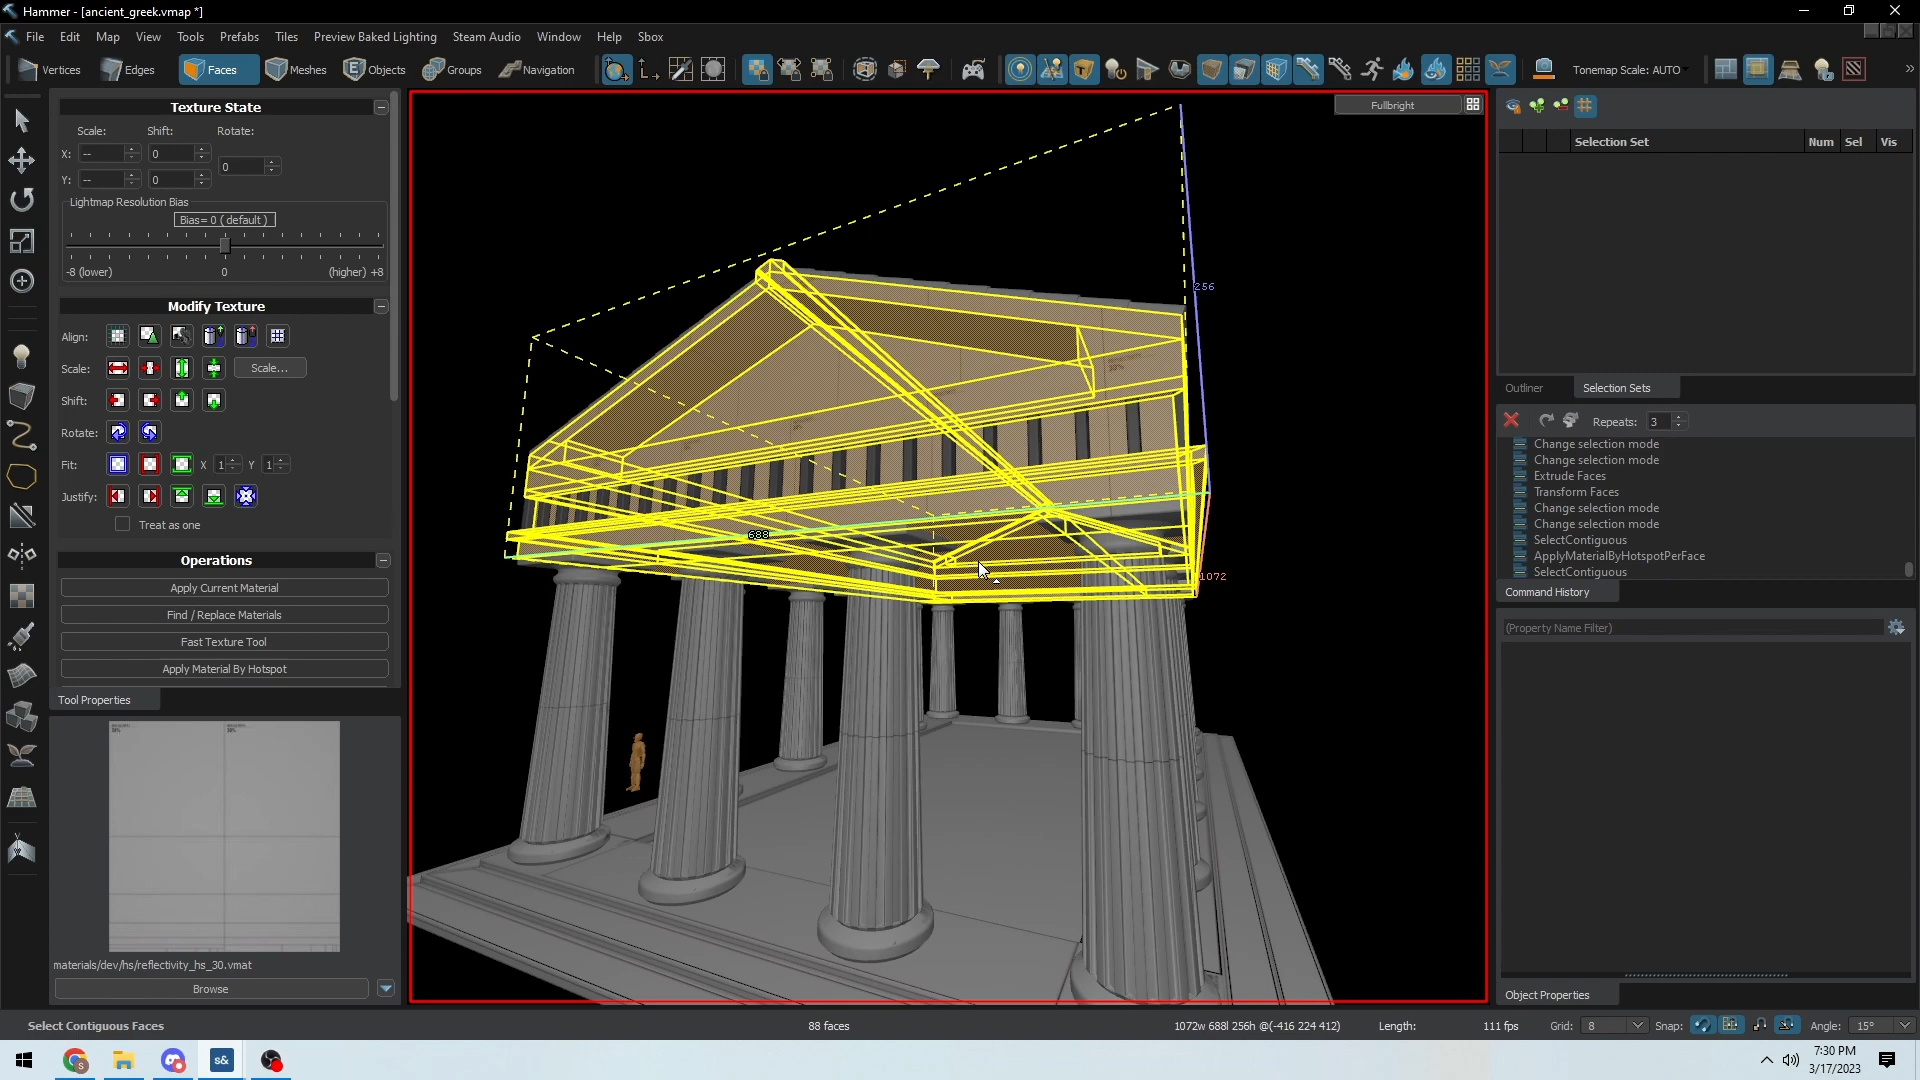 Hammer - [ancient_greek.vmap *]
File Edit Map View Tools Prefabs Tiles Preview Baked Lighting Steam Audio Window Help Sbox
Vertices Edges Faces Meshes Objects Groups Navigation Tonemap Scale: AUTO »
Texture State
Scale: Shift: Rotate:
X: -- 0
0
Y: -- 0
Lightmap Resolution Bias
Bias= 0 ( default )
-8 (lower) 0 (higher) +8
Modify Texture
Align:
Scale: Scale...
Shift:
Rotate:
Fit: X 1 Y 1
Justify:
Treat as one
Operations
Apply Current Material
Find / Replace Materials
Fast Texture Tool
Apply Material By Hotspot
Tool Properties
materials/dev/hs/reflectivity_hs_30.vmat
Browse
Fullbright
256
30%
688
1072
Selection Set Num Sel Vis
Outliner Selection Sets
Repeats: 3
Change selection mode
Change selection mode
Extrude Faces
Transform Faces
Change selection mode
Change selection mode
SelectContiguous
ApplyMaterialByHotspotPerFace
SelectContiguous
Command History
(Property Name Filter)
Object Properties
Select Contiguous Faces 88 faces 1072w 688l 256h @(-416 224 412) Length: 111 fps Grid: 8 Snap: Angle: 15°
s&
7:30 PM
3/17/2023